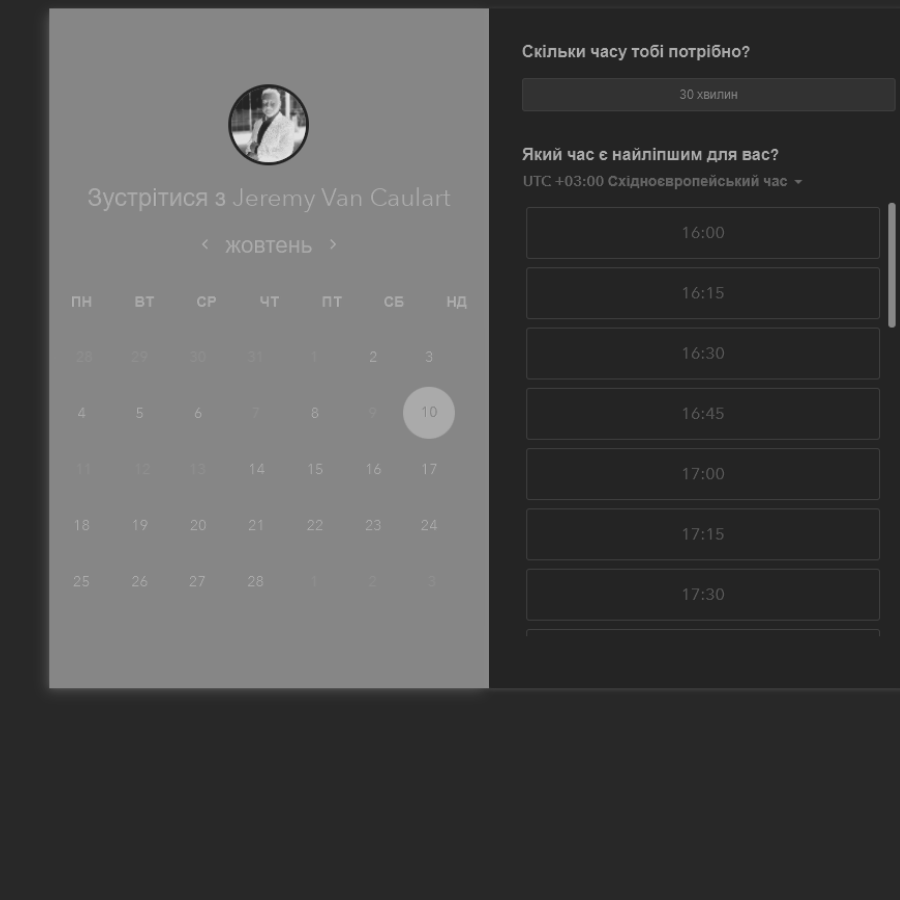 Зустрітися з Jeremy Van Caulart
жовтень
ПН ВТ СР ЧТ ПТ СБ НД
28 29 30 31 1 2 3
4 5 6 7 8 9 10
11 12 13 14 15 16 17
18 19 20 21 22 23 24
25 26 27 28 1 2 3
Скільки часу тобі потрібно?
30 хвилин
Який час є найліпшим для вас?
UTC +03:00 Східноєвропейський час
16:00
16:15
16:30
16:45
17:00
17:15
17:30